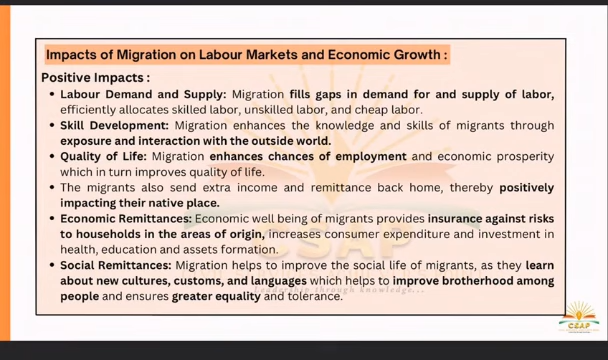 Impacts of Migration on Labour Markets and Economic Growth :
Positive Impacts :
• Labour Demand and Supply: Migration fills gaps in demand for and supply of labor,
efficiently allocates skilled labor, unskilled labor, and cheap labor.
• Skill Development: Migration enhances the knowledge and skills of migrants through
exposure and interaction with the outside world.
• Quality of Life: Migration enhances chances of employment and economic prosperity
which in turn improves quality of life.
• The migrants also send extra income and remittance back home, thereby positively
impacting their native place.
• Economic Remittances: Economic well being of migrants provides insurance against risks
to households in the areas of origin, increases consumer expenditure and investment in
health, education and assets formation.
• Social Remittances: Migration helps to improve the social life of migrants, as they learn
about new cultures, customs, and languages which helps to improve brotherhood among
people and ensures greater equality and tolerance.
CSAP
Leadership through knowledge...
CSAP